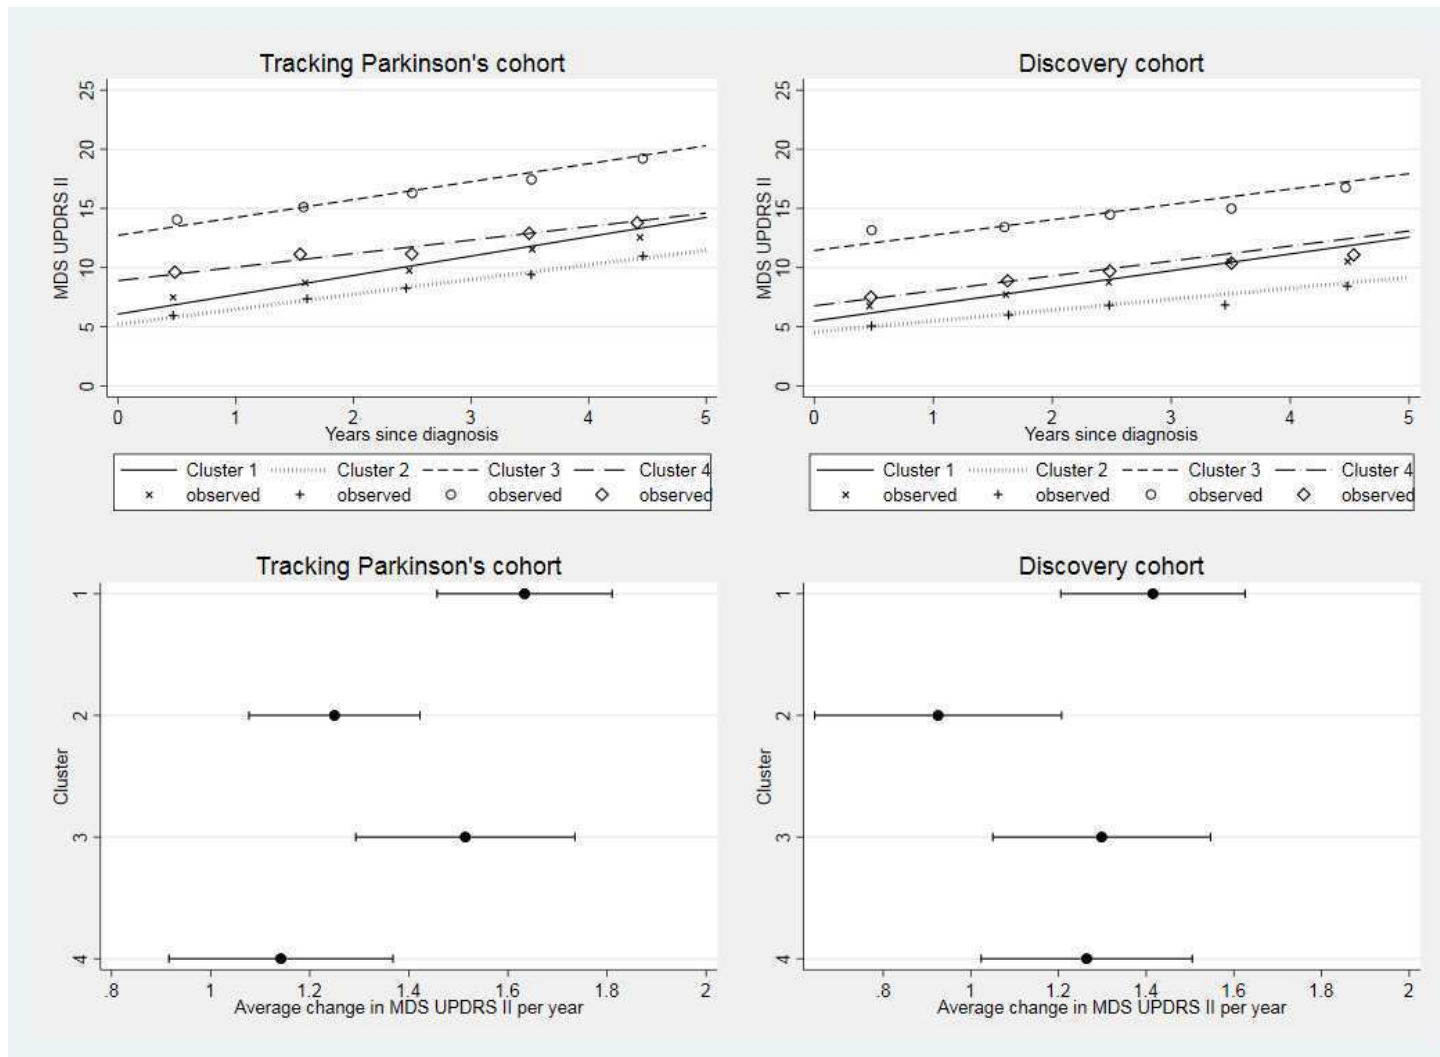 Tracking Parkinson's cohort
MDS UPDRS II
25
20
15
10
5
0
0 1 2 3 4 5
Years since diagnosis
Cluster 1 Cluster 2 Cluster 3 Cluster 4
observed observed observed observed
Discovery cohort
MDS UPDRS II
25
20
15
10
5
0
0 1 2 3 4 5
Years since diagnosis
Cluster 1 Cluster 2 Cluster 3 Cluster 4
observed observed observed observed
Tracking Parkinson's cohort
Cluster
1
2
3
4
.8 1 1.2 1.4 1.6 1.8 2
Average change in MDS UPDRS II per year
Discovery cohort
Cluster
1
2
3
4
.8 1 1.2 1.4 1.6 1.8 2
Average change in MDS UPDRS II per year